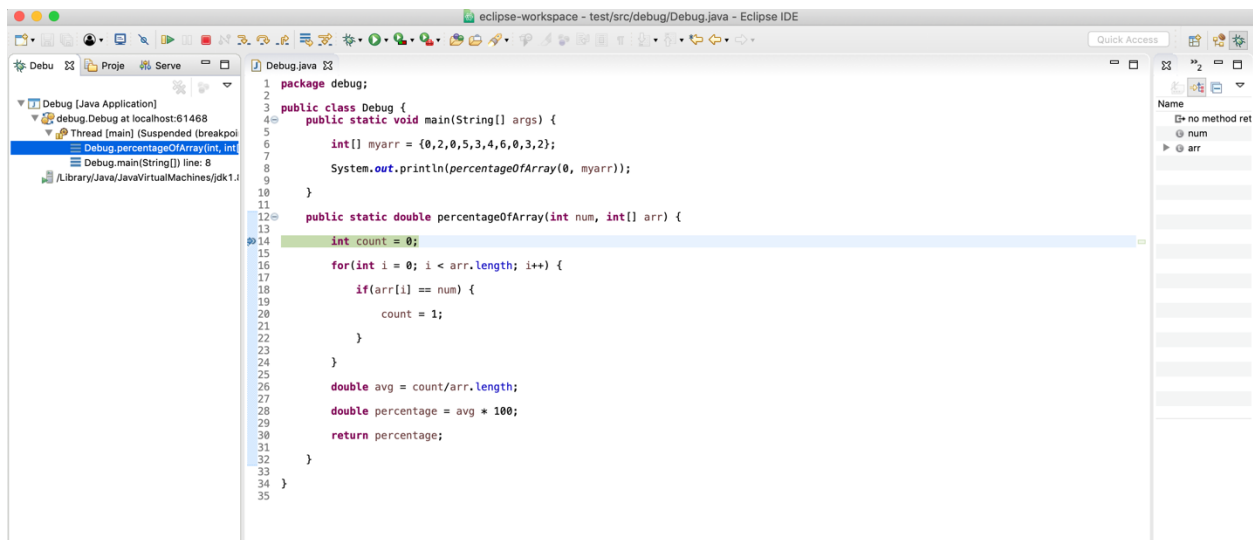 eclipse-workspace - test/src/debug/Debug.java - Eclipse IDE
Quick Access
Debu
Proje
Serve
Debug [Java Application]
debug.Debug at localhost:61468
Thread [main] (Suspended (breakpoi
Debug.percentageOfArray(int, int[
Debug.main(String[]) line: 8
/Library/Java/JavaVirtualMachines/jdk1.8
Debug.java
1 package debug;
2
3 public class Debug {
4 public static void main(String[] args) {
5
6 int[] myarr = {0,2,0,5,3,4,6,0,3,2};
7
8 System.out.println(percentageOfArray(0, myarr));
9
10 }
11
12 public static double percentageOfArray(int num, int[] arr) {
13
14 int count = 0;
15
16 for(int i = 0; i < arr.length; i++) {
17
18 if(arr[i] == num) {
19
20 count = 1;
21
22 }
23
24 }
25
26 double avg = count/arr.length;
27
28 double percentage = avg * 100;
29
30 return percentage;
31
32 }
33
34 }
35
»2
Name
no method ret
num
arr